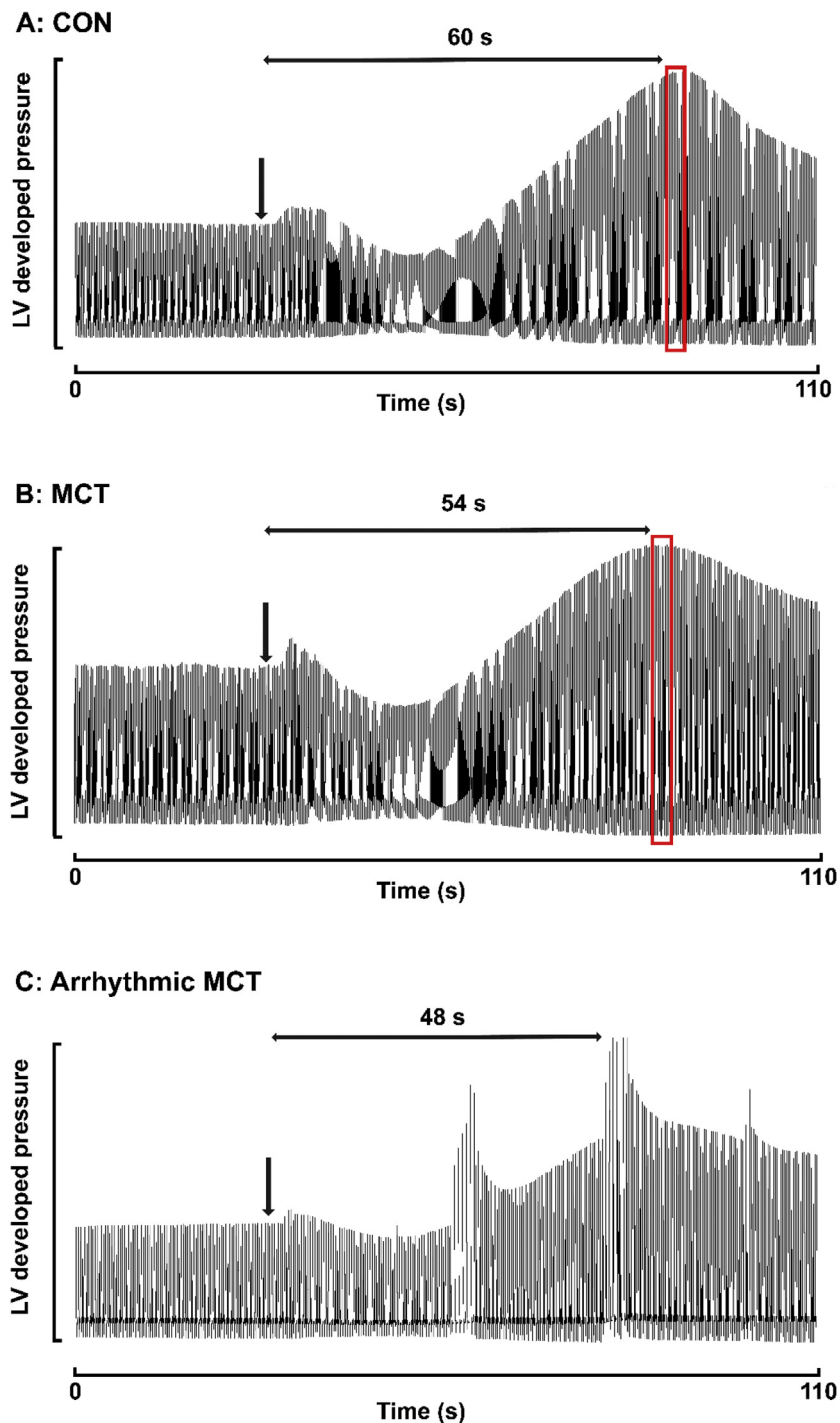 A: CON
60 s
LV developed pressure
0
110
Time (s)
B: MCT
54 s
LV developed pressure
0
110
Time (s)
C: Arrhythmic MCT
48 s
LV developed pressure
0
110
Time (s)